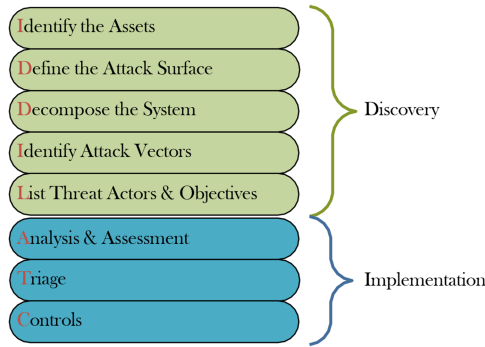 Identify the Assets
Define the Attack Surface
Decompose the System
Identify Attack Vectors
List Threat Actors & Objectives
Discovery
Analysis & Assessment
Triage
Controls
Implementation